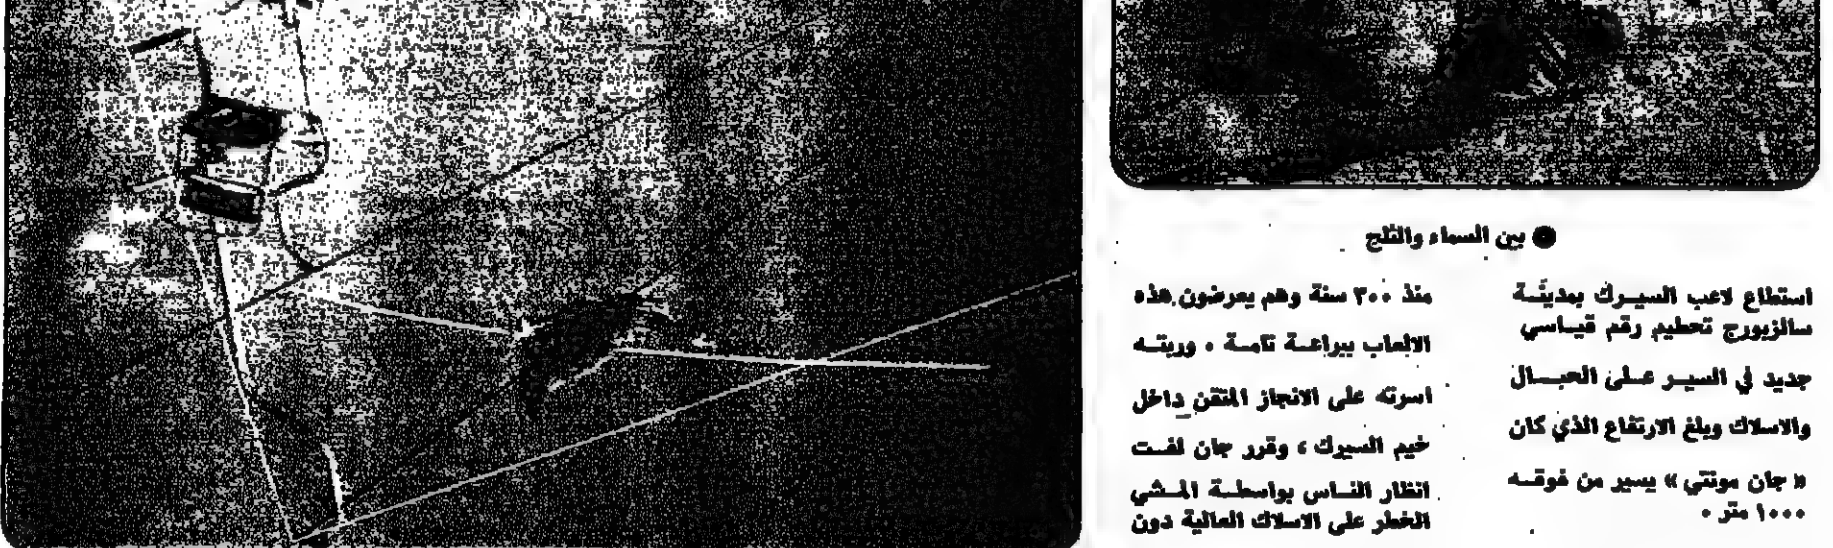 ● بين السماء والثلج
استطاع لاعب السيرك بمدينة
سالزبورج تحطيم رقم قياسي
جديد في السير على الحبال
والاسلاك وبلغ الارتفاع الذي كان
« جان مونتي » يسير من فوقه
١٠٠٠ متر ٠
منذ ٣٠٠ سنة وهم يعرضون هذه
الالعاب ببراعة تامة ٠ وربته
اسرته على الانجاز المتقن داخل
خيم السيرك ، وقرر جان لفت
انظار الناس بواسطة المشي
الخطر على الاسلاك العالية دون